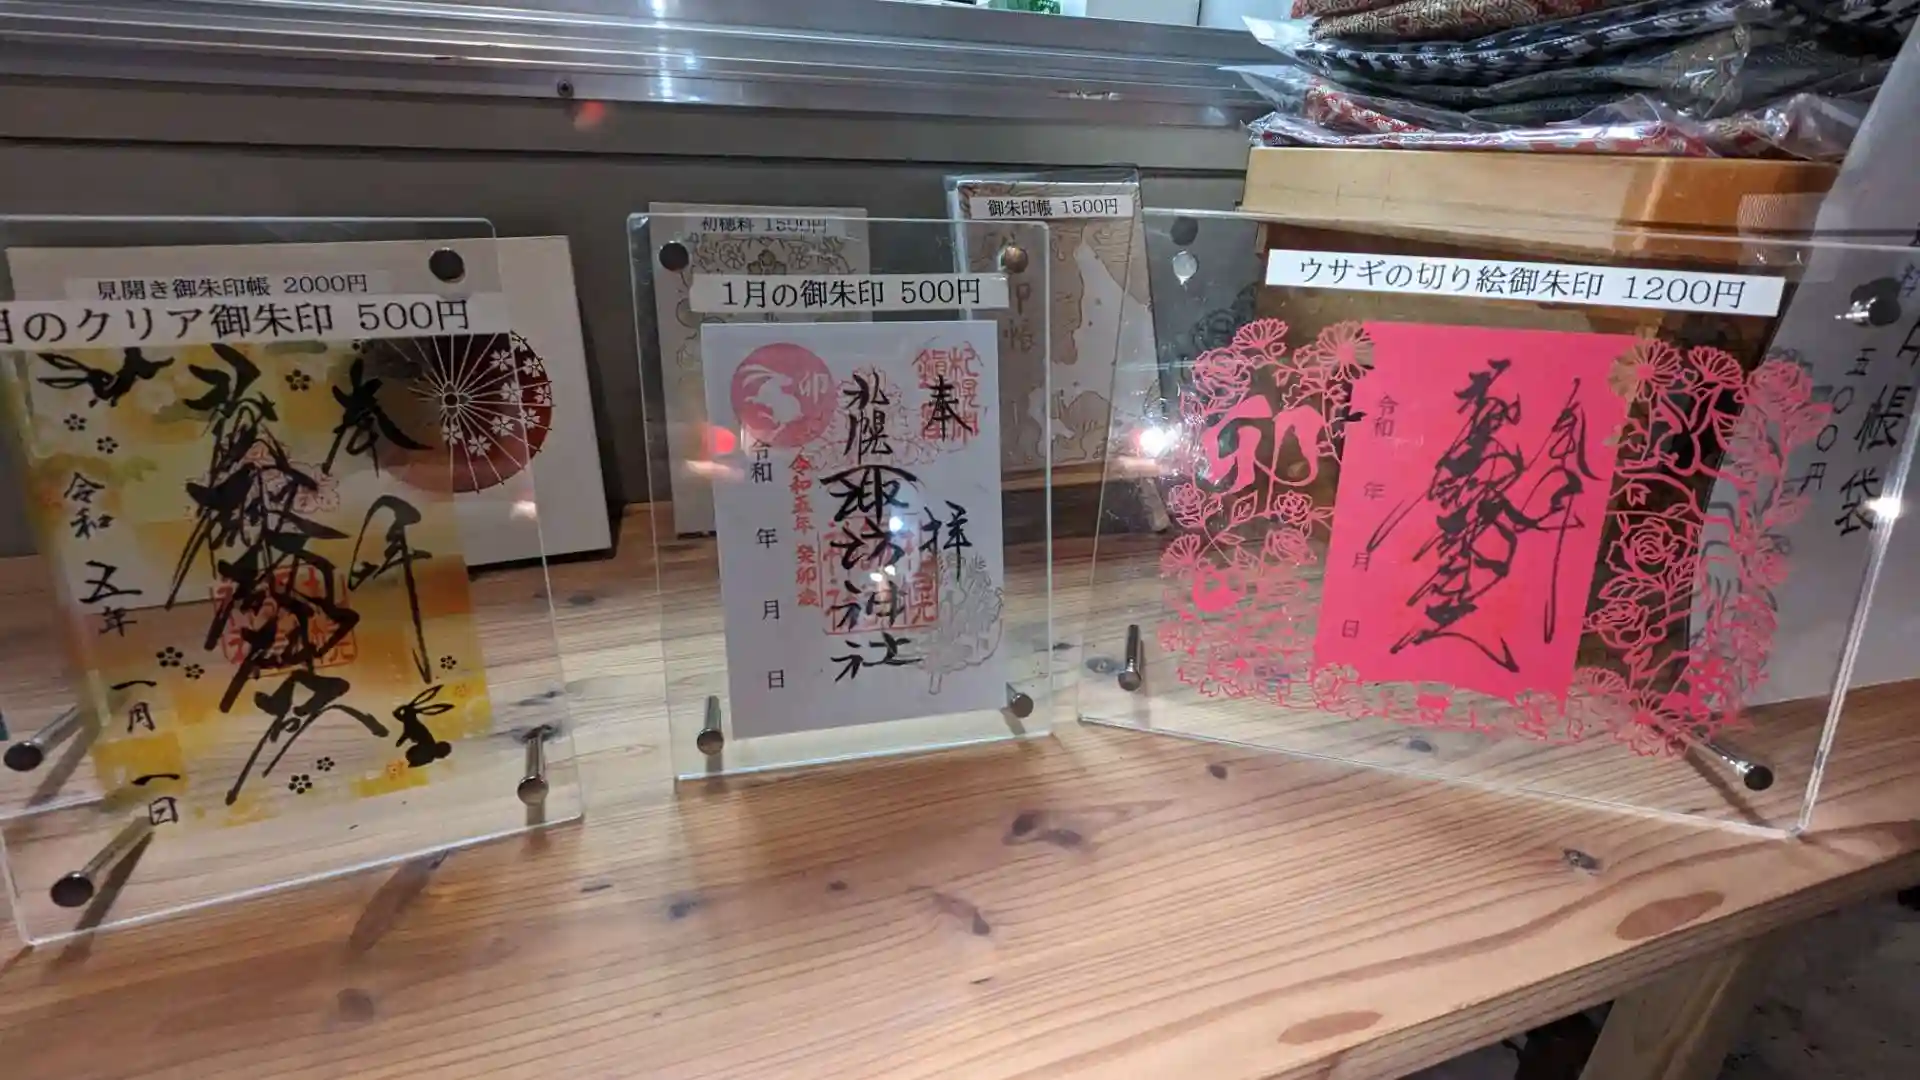 見開き御朱印帳 2000円
月のクリア御朱印 500円
奉拝
令和五年一月一日
初穂料 1500円
1月の御朱印 500円
卯
奉拝
札幌諏訪神社
令和五年 癸卯歳
令和 年 月 日
御朱印帳 1500円
ウサギの切り絵御朱印 1200円
卯
奉拝
令和 年 月 日
帳袋
五〇〇円